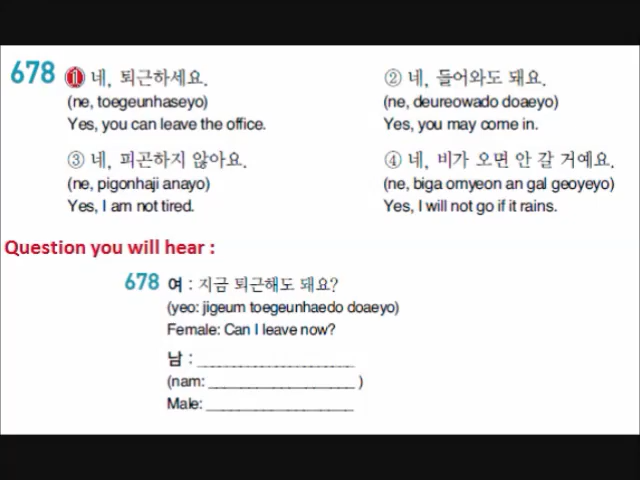 678 ① 네, 퇴근하세요.
(ne, toegeunhaseyo)
Yes, you can leave the office.
② 네, 들어와도 돼요.
(ne, deureowado doaeyo)
Yes, you may come in.
③ 네, 피곤하지 않아요.
(ne, pigonhaji anayo)
Yes, I am not tired.
④ 네, 비가 오면 안 갈 거예요.
(ne, biga omyeon an gal geoyeyo)
Yes, I will not go if it rains.
Question you will hear :
678 여 : 지금 퇴근해도 돼요?
(yeo: jigeum toegeunhaedo doaeyo)
Female: Can I leave now?
남 : ____________________
(nam: ____________________ )
Male: ____________________